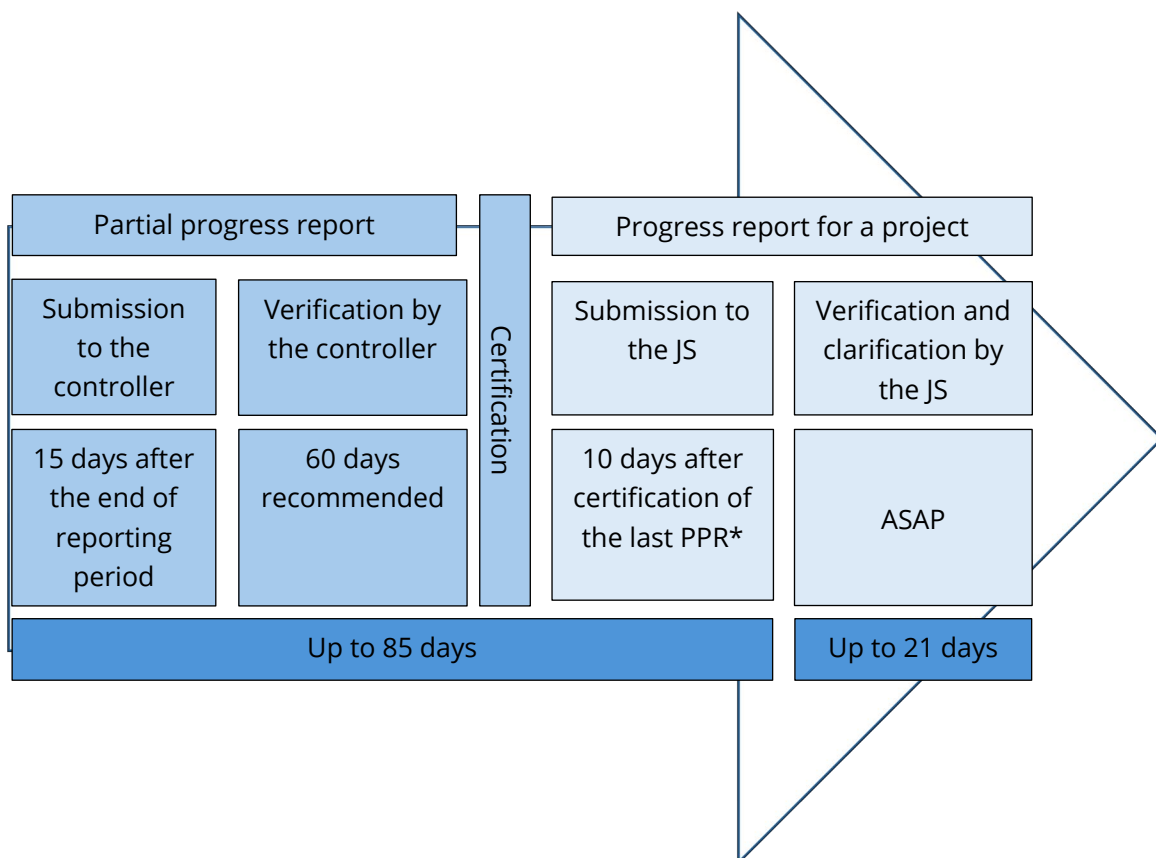 Partial progress report
Progress report for a project
Submission
to the
controller
Verification by
the controller
Certification
Submission to
the JS
Verification and
clarification by
the JS
15 days after
the end of
reporting
period
60 days
recommended
10 days after
certification of
the last PPR*
ASAP
Up to 85 days
Up to 21 days